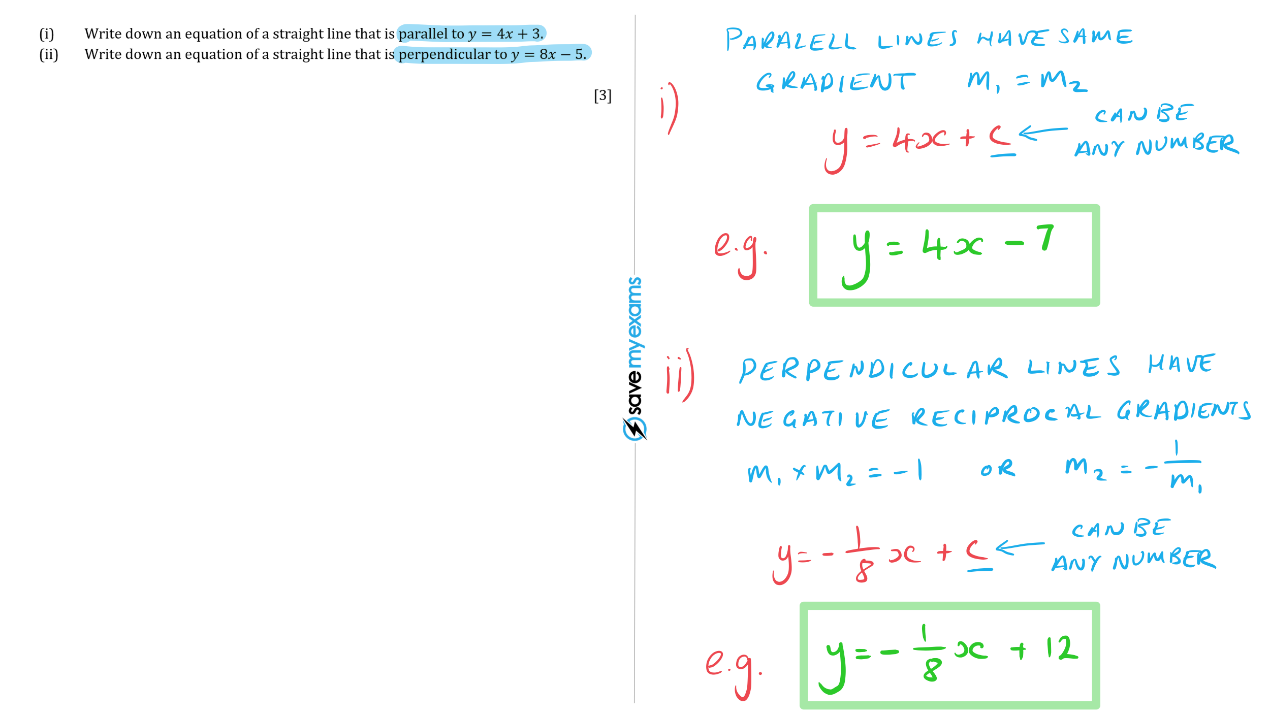 (i) Write down an equation of a straight line that is parallel to y = 4x + 3.
(ii) Write down an equation of a straight line that is perpendicular to y = 8x − 5.
[3]
savemyexams
i)
PARALELL LINES HAVE SAME
GRADIENT m₁ = m₂
y = 4x + c ← CAN BE
ANY NUMBER
e.g. y = 4x − 7
ii)
PERPENDICULAR LINES HAVE
NEGATIVE RECIPROCAL GRADIENTS
m₁ × m₂ = −1 OR m₂ = − 1/m₁
y = − 1/8 x + c ← CAN BE
ANY NUMBER
e.g. y = − 1/8 x + 12